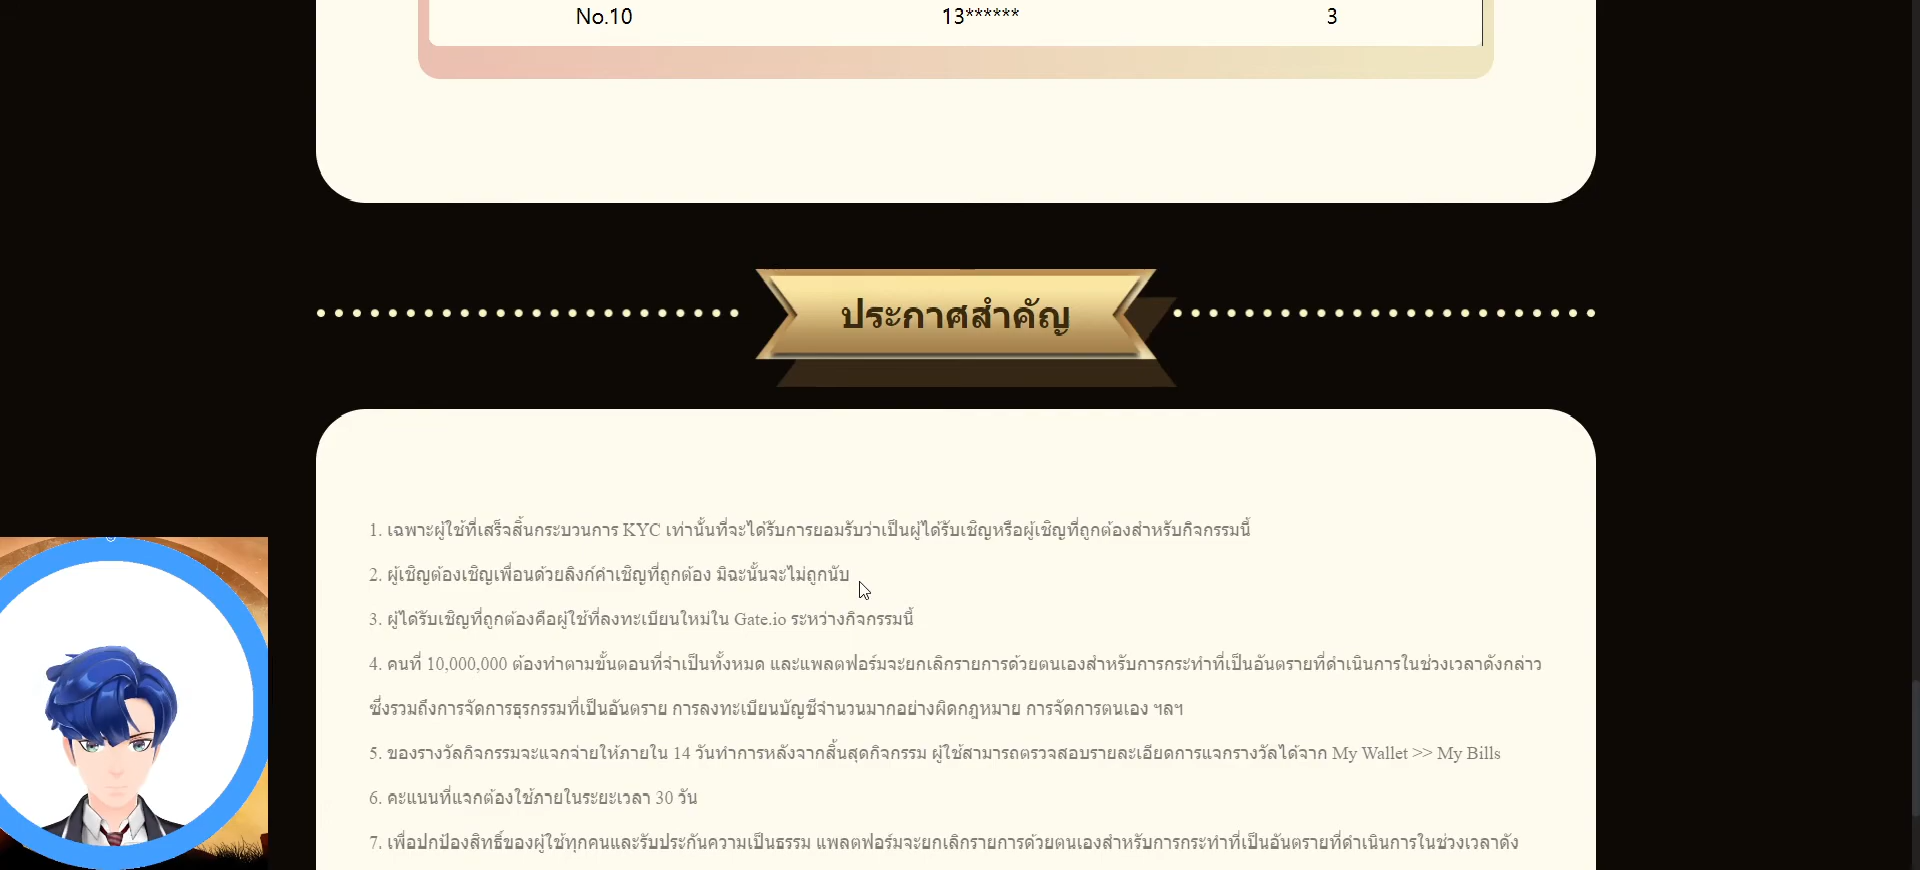 No.10 13****** 3
ประกาศสำคัญ
1. เฉพาะผู้ใช้ที่เสร็จสิ้นกระบวนการ KYC เท่านั้นที่จะได้รับการยอมรับว่าเป็นผู้ได้รับเชิญหรือผู้เชิญที่ถูกต้องสำหรับกิจกรรมนี้
2. ผู้เชิญต้องเชิญเพื่อนด้วยลิงก์คำเชิญที่ถูกต้อง มิฉะนั้นจะไม่ถูกนับ
3. ผู้ได้รับเชิญที่ถูกต้องคือผู้ใช้ที่ลงทะเบียนใหม่ใน Gate.io ระหว่างกิจกรรมนี้
4. คนที่ 10,000,000 ต้องทำตามขั้นตอนที่จำเป็นทั้งหมด และแพลตฟอร์มจะยกเลิกรายการด้วยตนเองสำหรับการกระทำที่เป็นอันตรายที่ดำเนินการในช่วงเวลาดังกล่าว
ซึ่งรวมถึงการจัดการธุรกรรมที่เป็นอันตราย การลงทะเบียนบัญชีจำนวนมากอย่างผิดกฎหมาย การจัดการตนเอง ฯลฯ
5. ของรางวัลกิจกรรมจะแจกจ่ายให้ภายใน 14 วันทำการหลังจากสิ้นสุดกิจกรรม ผู้ใช้สามารถตรวจสอบรายละเอียดการแจกรางวัลได้จาก My Wallet >> My Bills
6. คะแนนที่แจกต้องใช้ภายในระยะเวลา 30 วัน
7. เพื่อปกป้องสิทธิ์ของผู้ใช้ทุกคนและรับประกันความเป็นธรรม แพลตฟอร์มจะยกเลิกรายการด้วยตนเองสำหรับการกระทำที่เป็นอันตรายที่ดำเนินการในช่วงเวลาดัง